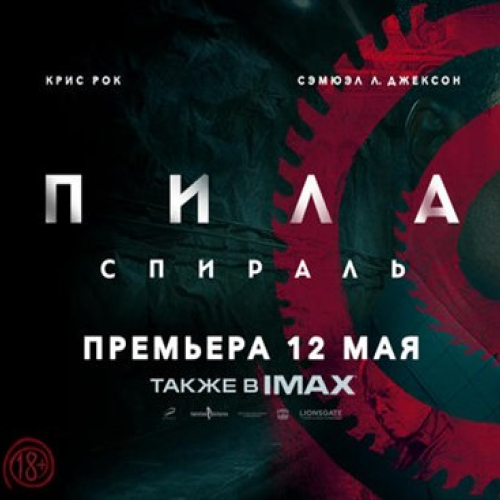 КРИС РОК СЭМЮЭЛ Л. ДЖЕКСОН
ПИЛА
СПИРАЛЬ
ПРЕМЬЕРА 12 МАЯ
ТАКЖЕ В IMAX
LIONSGATE
18+